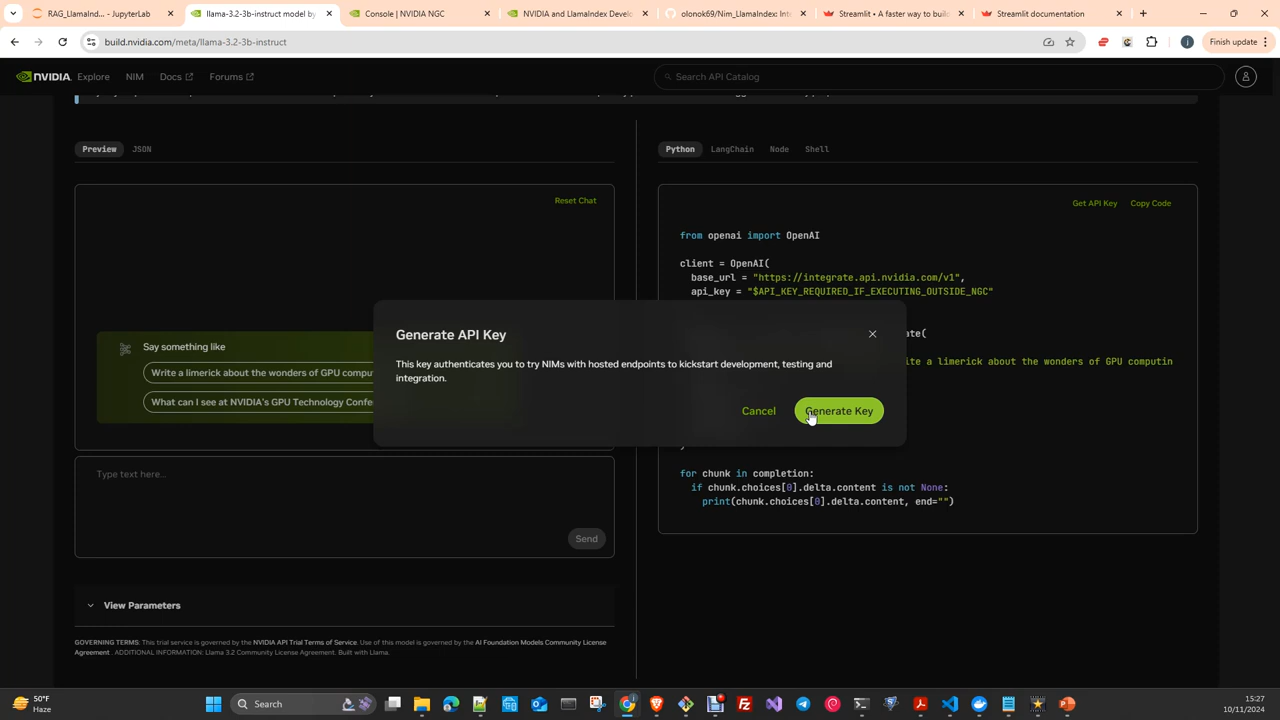 RAG_LlamaInd... - JupyterLab
llama-3.2-3b-instruct model by
Console | NVIDIA NGC
NVIDIA and LlamaIndex Develo
olonok69/Nim_LlamaIndex: Inte
Streamlit • A faster way to build
Streamlit documentation
build.nvidia.com/meta/llama-3.2-3b-instruct
Finish update
NVIDIA
Explore
NIM
Docs
Forums
Search API Catalog
Preview
JSON
Python
LangChain
Node
Shell
Reset Chat
Get API Key
Copy Code
from openai import OpenAI
client = OpenAI(
base_url = "https://integrate.api.nvidia.com/v1",
api_key = "$API_KEY_REQUIRED_IF_EXECUTING_OUTSIDE_NGC"
Generate API Key
This key authenticates you to try NIMs with hosted endpoints to kickstart development, testing and
integration.
Cancel
Generate Key
Say something like
Write a limerick about the wonders of GPU
What can I see at NVIDIA's GPU Technology
a limerick about the wonders of GPU computin
for chunk in completion:
if chunk.choices[0].delta.content is not None:
print(chunk.choices[0].delta.content, end="")
Type text here...
Send
View Parameters
GOVERNING TERMS: This trial service is governed by the NVIDIA API Trial Terms of Service. Use of this model is governed by the AI Foundation Models Community License
Agreement . ADDITIONAL INFORMATION: Llama 3.2 Community License Agreement. Built with Llama.
50°F
Haze
Search
15:27
10/11/2024